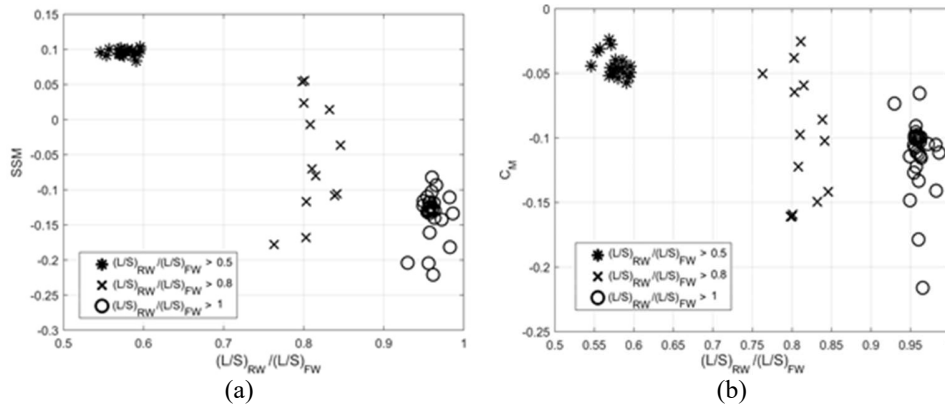 0.15
0.1
0.05
0
-0.05
-0.1
-0.15
-0.2
-0.25
-0.3
SSM
(L/S)RW/(L/S)FW > 0.5
(L/S)RW/(L/S)FW > 0.8
(L/S)RW/(L/S)FW > 1
0.5 0.6 0.7 0.8 0.9 1
(L/S)RW/(L/S)FW
(a)
0
-0.05
-0.1
-0.15
-0.2
-0.25
CM
(L/S)RW/(L/S)FW > 0.5
(L/S)RW/(L/S)FW > 0.8
(L/S)RW/(L/S)FW > 1
0.5 0.55 0.6 0.65 0.7 0.75 0.8 0.85 0.9 0.95
(L/S)RW/(L/S)FW
(b)